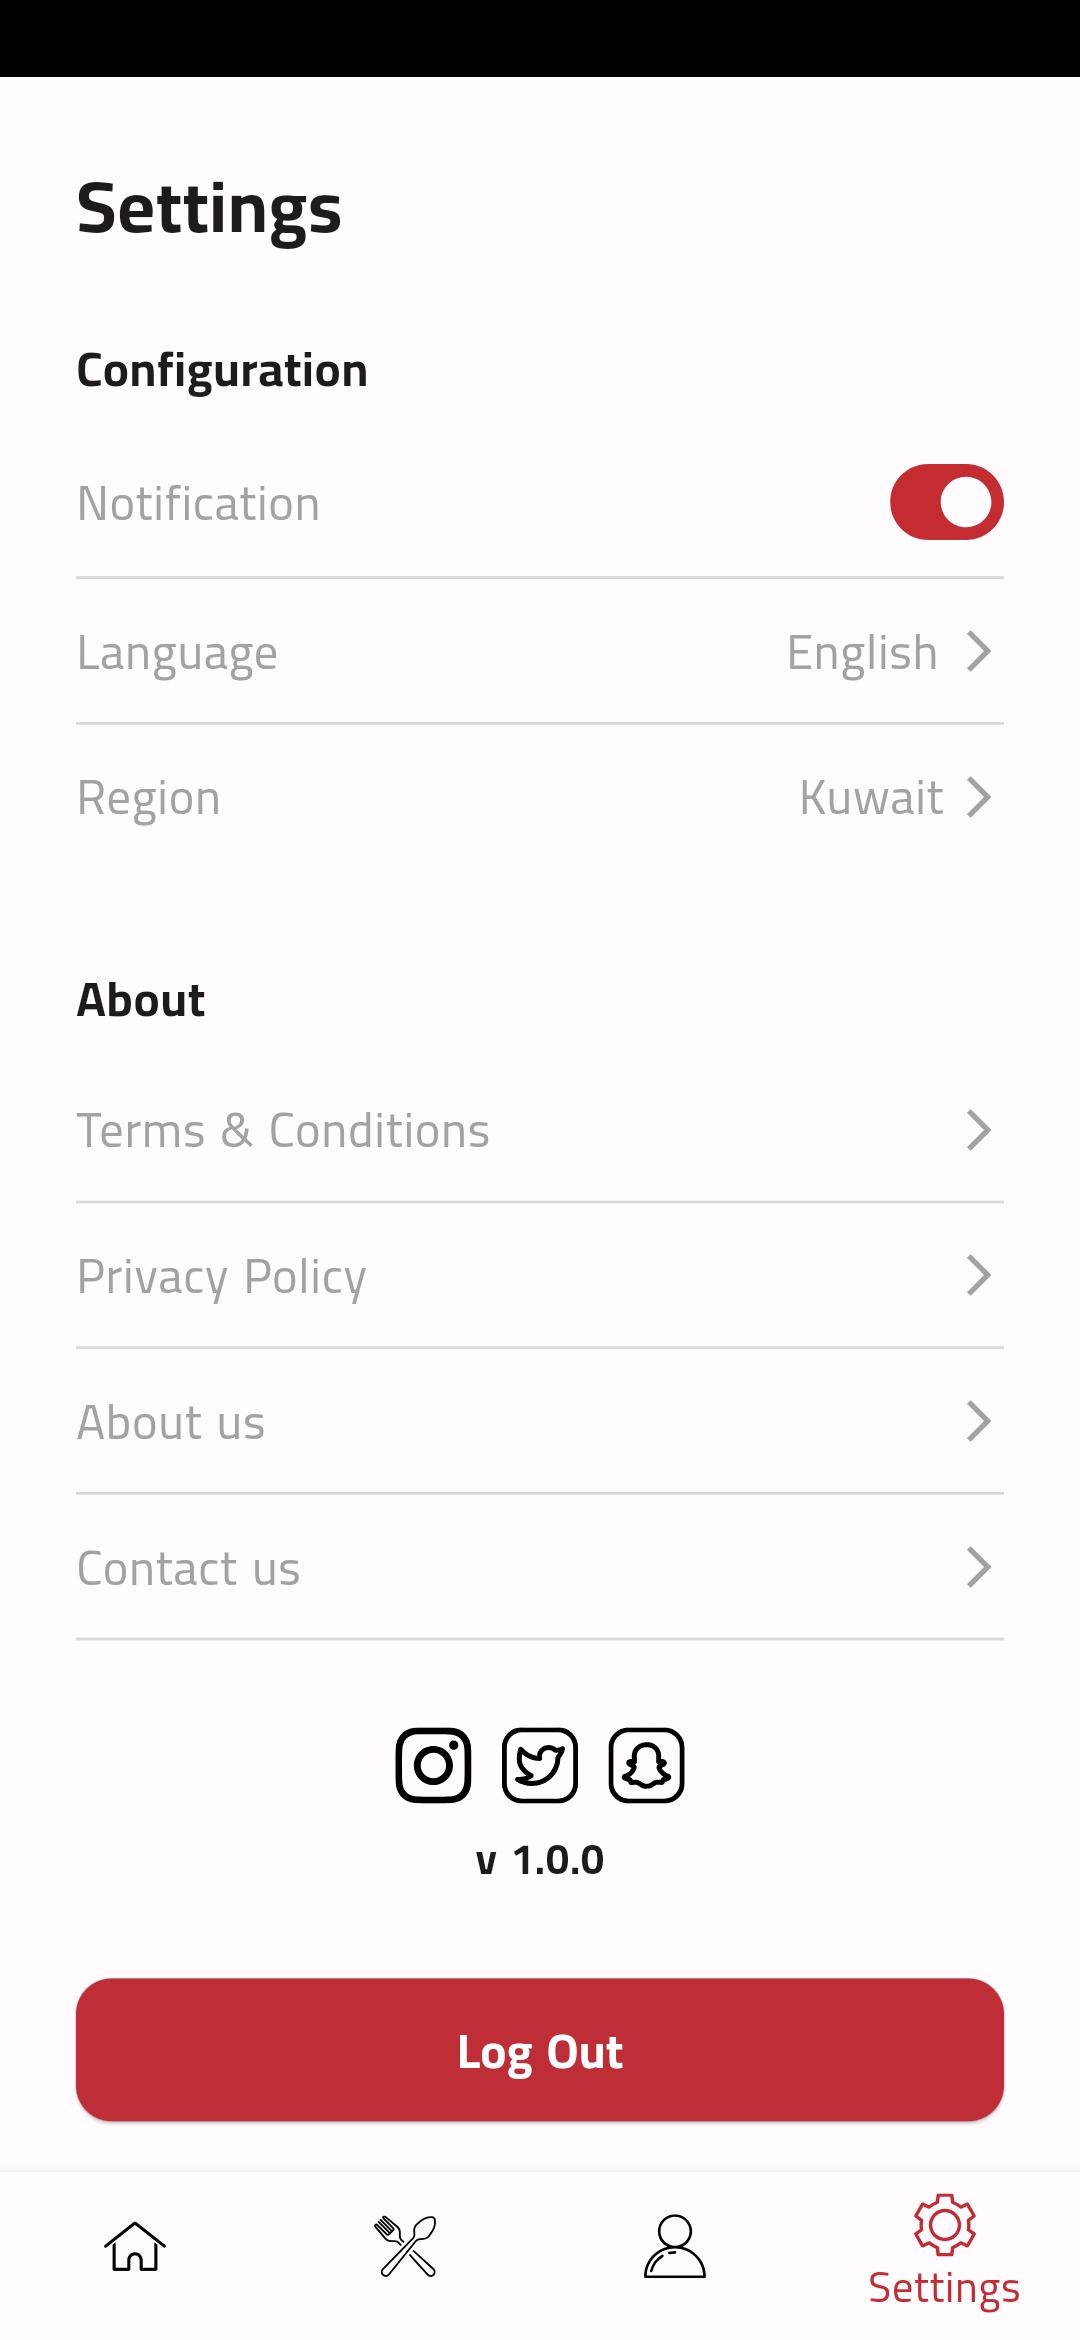 Settings
Configuration
Notification
Language English
Region Kuwait
About
Terms & Conditions
Privacy Policy
About us
Contact us
v 1.0.0
Log Out
Settings